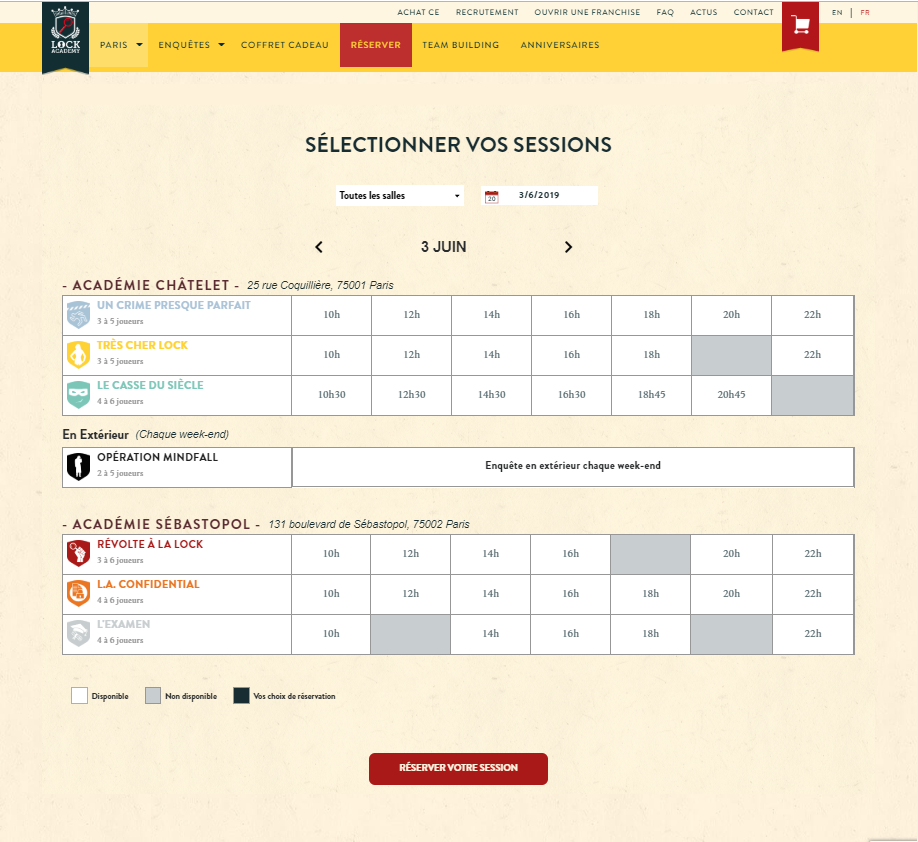 ACHAT CE RECRUTEMENT OUVRIR UNE FRANCHISE FAQ ACTUS CONTACT EN | FR
LOCK
ACADEMY
PARIS ENQUÊTES COFFRET CADEAU RÉSERVER TEAM BUILDING ANNIVERSAIRES
SÉLECTIONNER VOS SESSIONS
Toutes les salles 20 3/6/2019
3 JUIN
- ACADÉMIE CHÂTELET - 25 rue Coquillière, 75001 Paris
UN CRIME PRESQUE PARFAIT
3 à 5 joueurs
10h 12h 14h 16h 18h 20h 22h
TRÈS CHER LOCK
3 à 5 joueurs
10h 12h 14h 16h 18h 22h
LE CASSE DU SIÈCLE
4 à 6 joueurs
10h30 12h30 14h30 16h30 18h45 20h45
En Extérieur (Chaque week-end)
OPÉRATION MINDFALL
2 à 5 joueurs
Enquête en extérieur chaque week-end
- ACADÉMIE SÉBASTOPOL - 131 boulevard de Sébastopol, 75002 Paris
RÉVOLTE À LA LOCK
3 à 6 joueurs
10h 12h 14h 16h 20h 22h
L.A. CONFIDENTIAL
4 à 6 joueurs
10h 12h 14h 16h 18h 20h 22h
L'EXAMEN
4 à 6 joueurs
10h 14h 16h 18h 22h
Disponible Non disponible Vos choix de réservation
RÉSERVER VOTRE SESSION